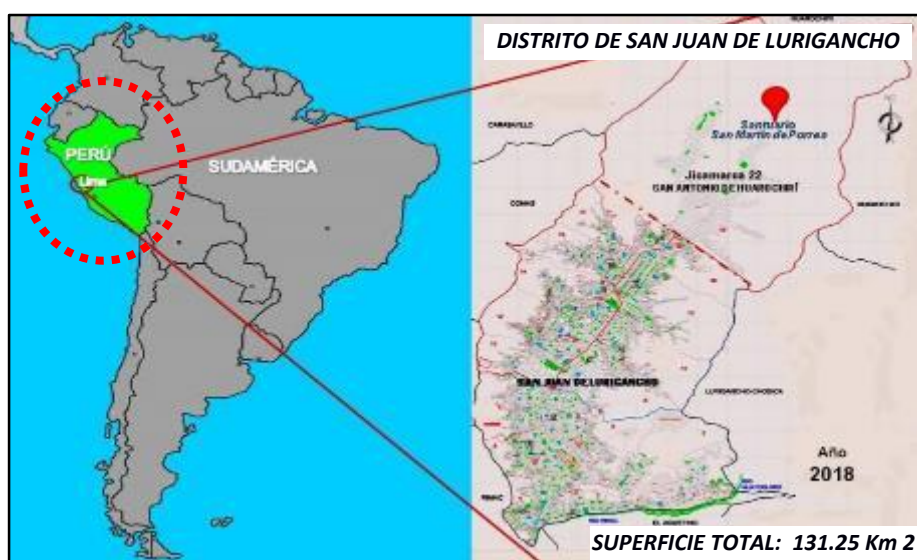 DISTRITO DE SAN JUAN DE LURIGANCHO
PERÚ
Lima
SUDAMÉRICA
CARABAYLLO
Santuario
San Martín de Porres
Jicamarca 22
SAN ANTONIO DE HUAROCHIRÍ
COMAS
SAN JUAN DE LURIGANCHO
LURIGANCHO-CHOSICA
Año
2018
RIMAC
EL AGUSTINO
SUPERFICIE TOTAL: 131.25 Km 2